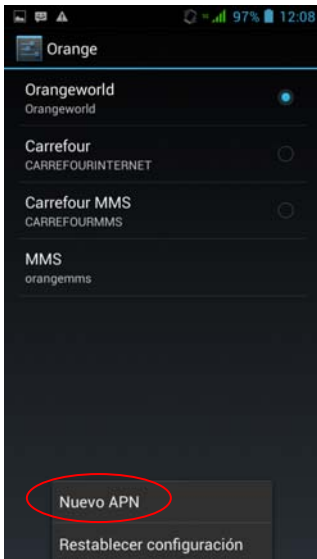 97% 12:08
Orange
Orangeworld
Orangeworld
Carrefour
CARREFOURINTERNET
Carrefour MMS
CARREFOURMMS
MMS
orangemms
Nuevo APN
Restablecer configuración